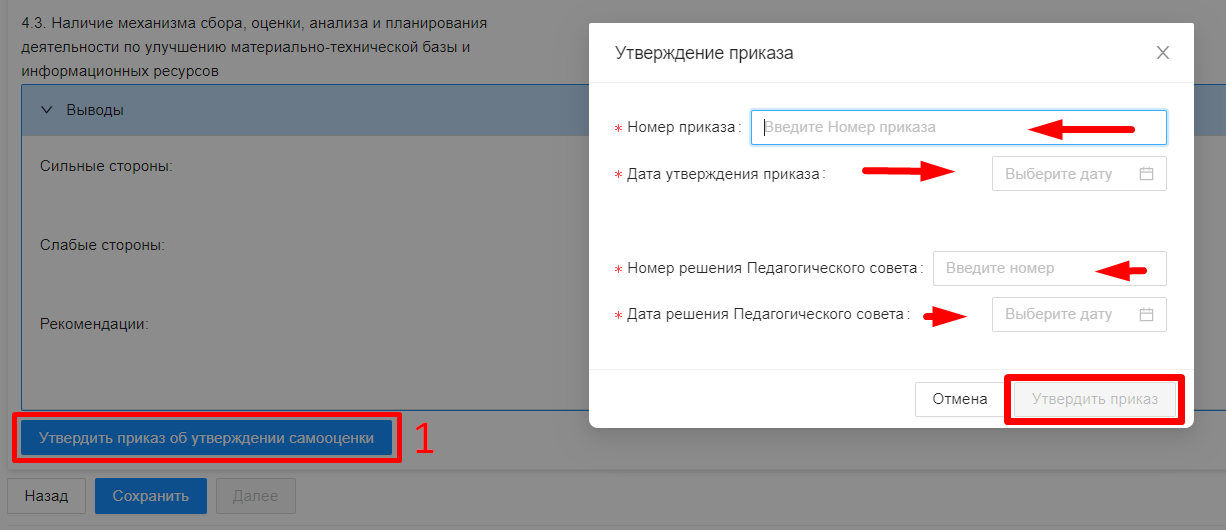 4.3. Наличие механизма сбора, оценки, анализа и планирования
деятельности по улучшению материально-технической базы и
информационных ресурсов
Выводы
Сильные стороны:
Слабые стороны:
Рекомендации:
Утвердить приказ об утверждении самооценки
1
Назад
Сохранить
Далее
Утверждение приказа
* Номер приказа: Введите Номер приказа
* Дата утверждения приказа: Выберите дату
* Номер решения Педагогического совета: Введите номер
* Дата решения Педагогического совета: Выберите дату
Отмена
Утвердить приказ